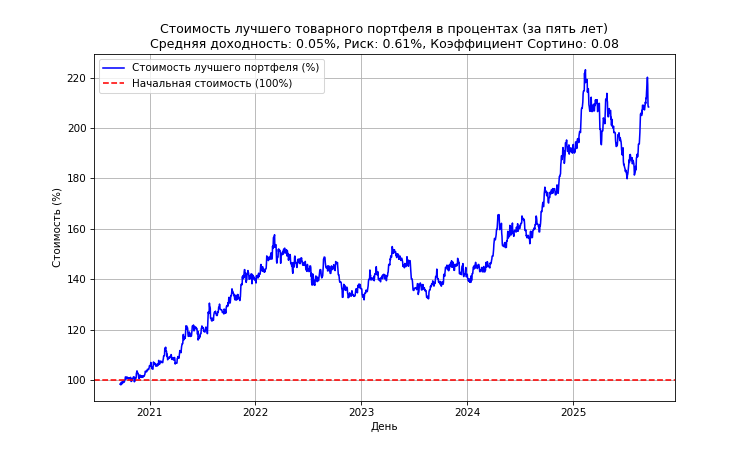 Стоимость лучшего товарного портфеля в процентах (за пять лет)
Средняя доходность: 0.05%, Риск: 0.61%, Коэффициент Сортино: 0.08
Стоимость лучшего портфеля (%)
Начальная стоимость (100%)
Стоимость (%)
220
200
180
160
140
120
100
2021
2022
2023
2024
2025
День